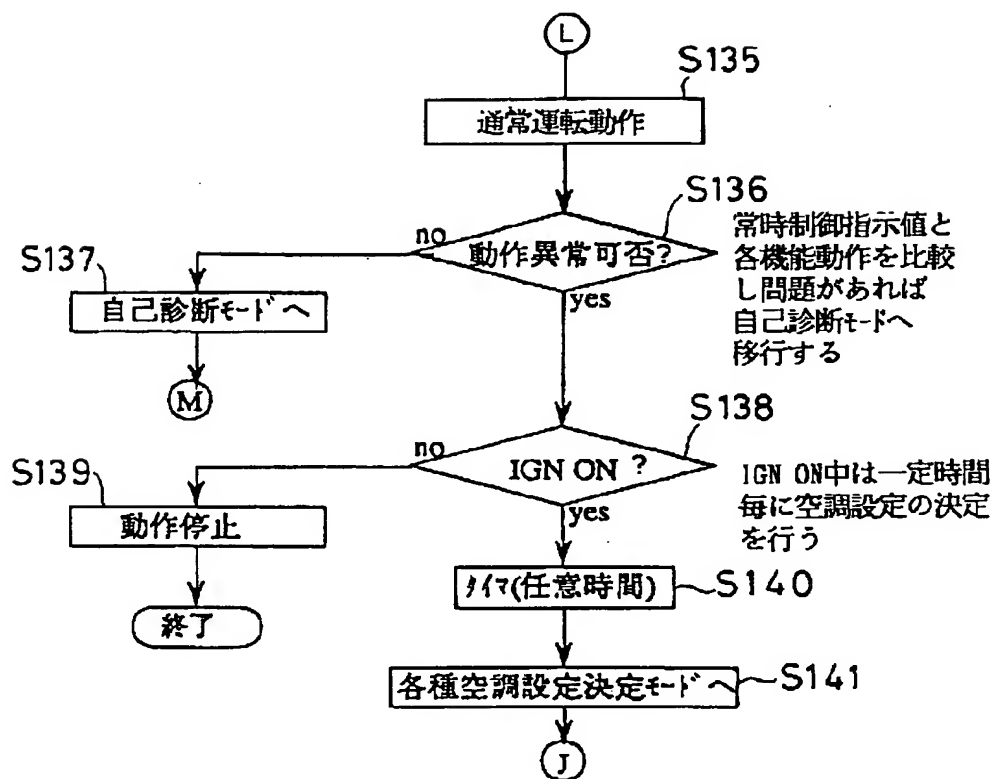 L
S135
通常運転動作
S136
no
動作異常可否?
常時制御指示値と
各機能動作を比較
し問題があれば
自己診断モードへ
移行する
S137
自己診断モードへ
yes
M
S138
no
IGN ON ?
S139
IGN ON中は一定時間
毎に空調設定の決定
を行う
動作停止
yes
タイマ(任意時間)
S140
終了
各種空調設定決定モードへ
S141
J